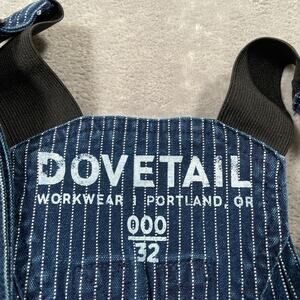 DOVETAIL
WORKWEAR | PORTLAND, OR
000
32